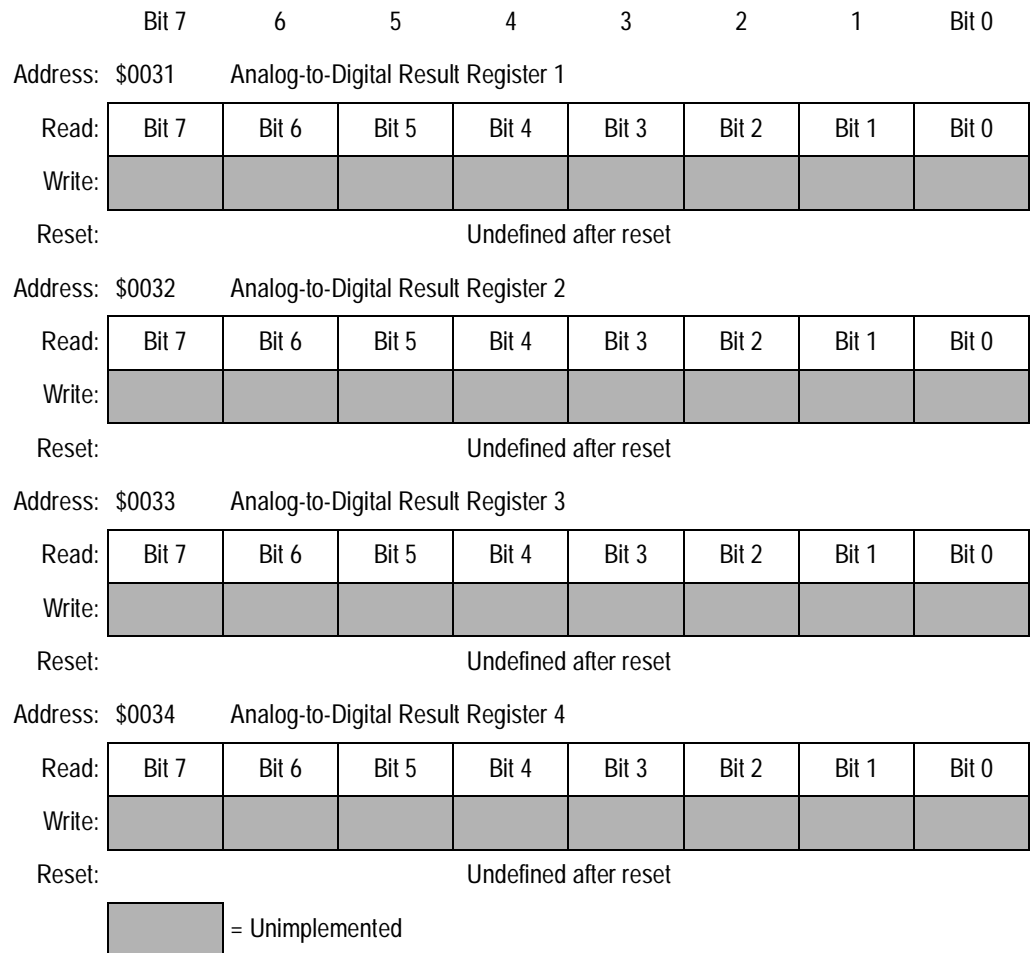 Bit 7 6 5 4 3 2 1 Bit 0
Address: $0031 Analog-to-Digital Result Register 1
Read: Bit 7 Bit 6 Bit 5 Bit 4 Bit 3 Bit 2 Bit 1 Bit 0
Write:
Reset: Undefined after reset
Address: $0032 Analog-to-Digital Result Register 2
Read: Bit 7 Bit 6 Bit 5 Bit 4 Bit 3 Bit 2 Bit 1 Bit 0
Write:
Reset: Undefined after reset
Address: $0033 Analog-to-Digital Result Register 3
Read: Bit 7 Bit 6 Bit 5 Bit 4 Bit 3 Bit 2 Bit 1 Bit 0
Write:
Reset: Undefined after reset
Address: $0034 Analog-to-Digital Result Register 4
Read: Bit 7 Bit 6 Bit 5 Bit 4 Bit 3 Bit 2 Bit 1 Bit 0
Write:
Reset: Undefined after reset
= Unimplemented